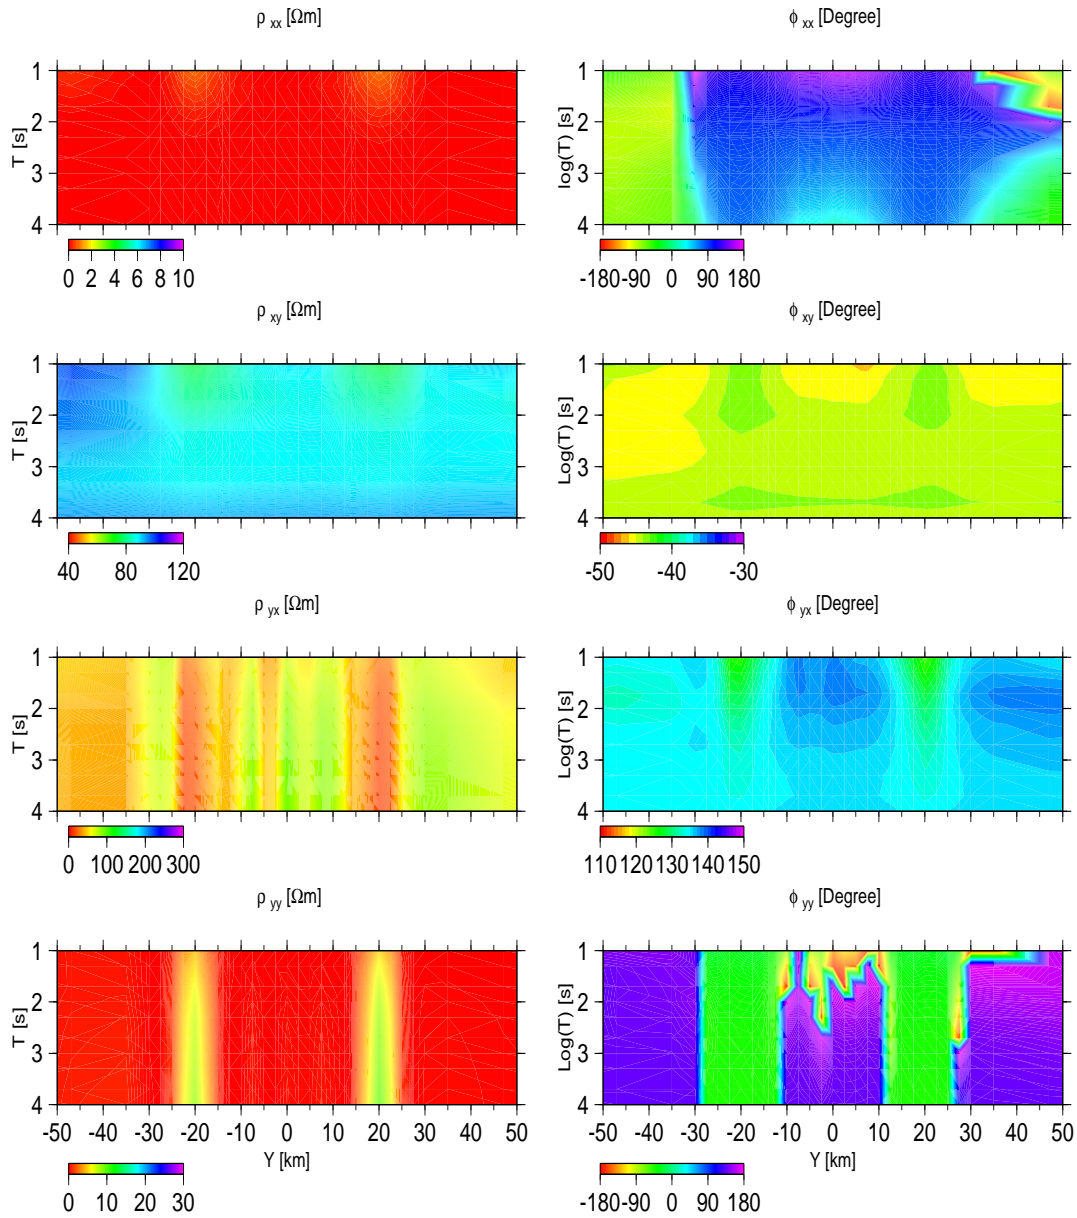 ρ xx [Ωm]
ϕ xx [Degree]
1
2
3
4
T [s]
1
2
3
4
log(T) [s]
0 2 4 6 8 10
-180 -90 0 90 180
ρ xy [Ωm]
ϕ xy [Degree]
1
2
3
4
T [s]
1
2
3
4
Log(T) [s]
40 80 120
-50 -40 -30
ρ yx [Ωm]
ϕ yx [Degree]
1
2
3
4
T [s]
1
2
3
4
Log(T) [s]
0 100 200 300
110 120 130 140 150
ρ yy [Ωm]
ϕ yy [Degree]
1
2
3
4
T [s]
1
2
3
4
Log(T) [s]
-50 -40 -30 -20 -10 0 10 20 30 40 50
-50 -40 -30 -20 -10 0 10 20 30 40 50
Y [km]
Y [km]
0 10 20 30
-180 -90 0 90 180